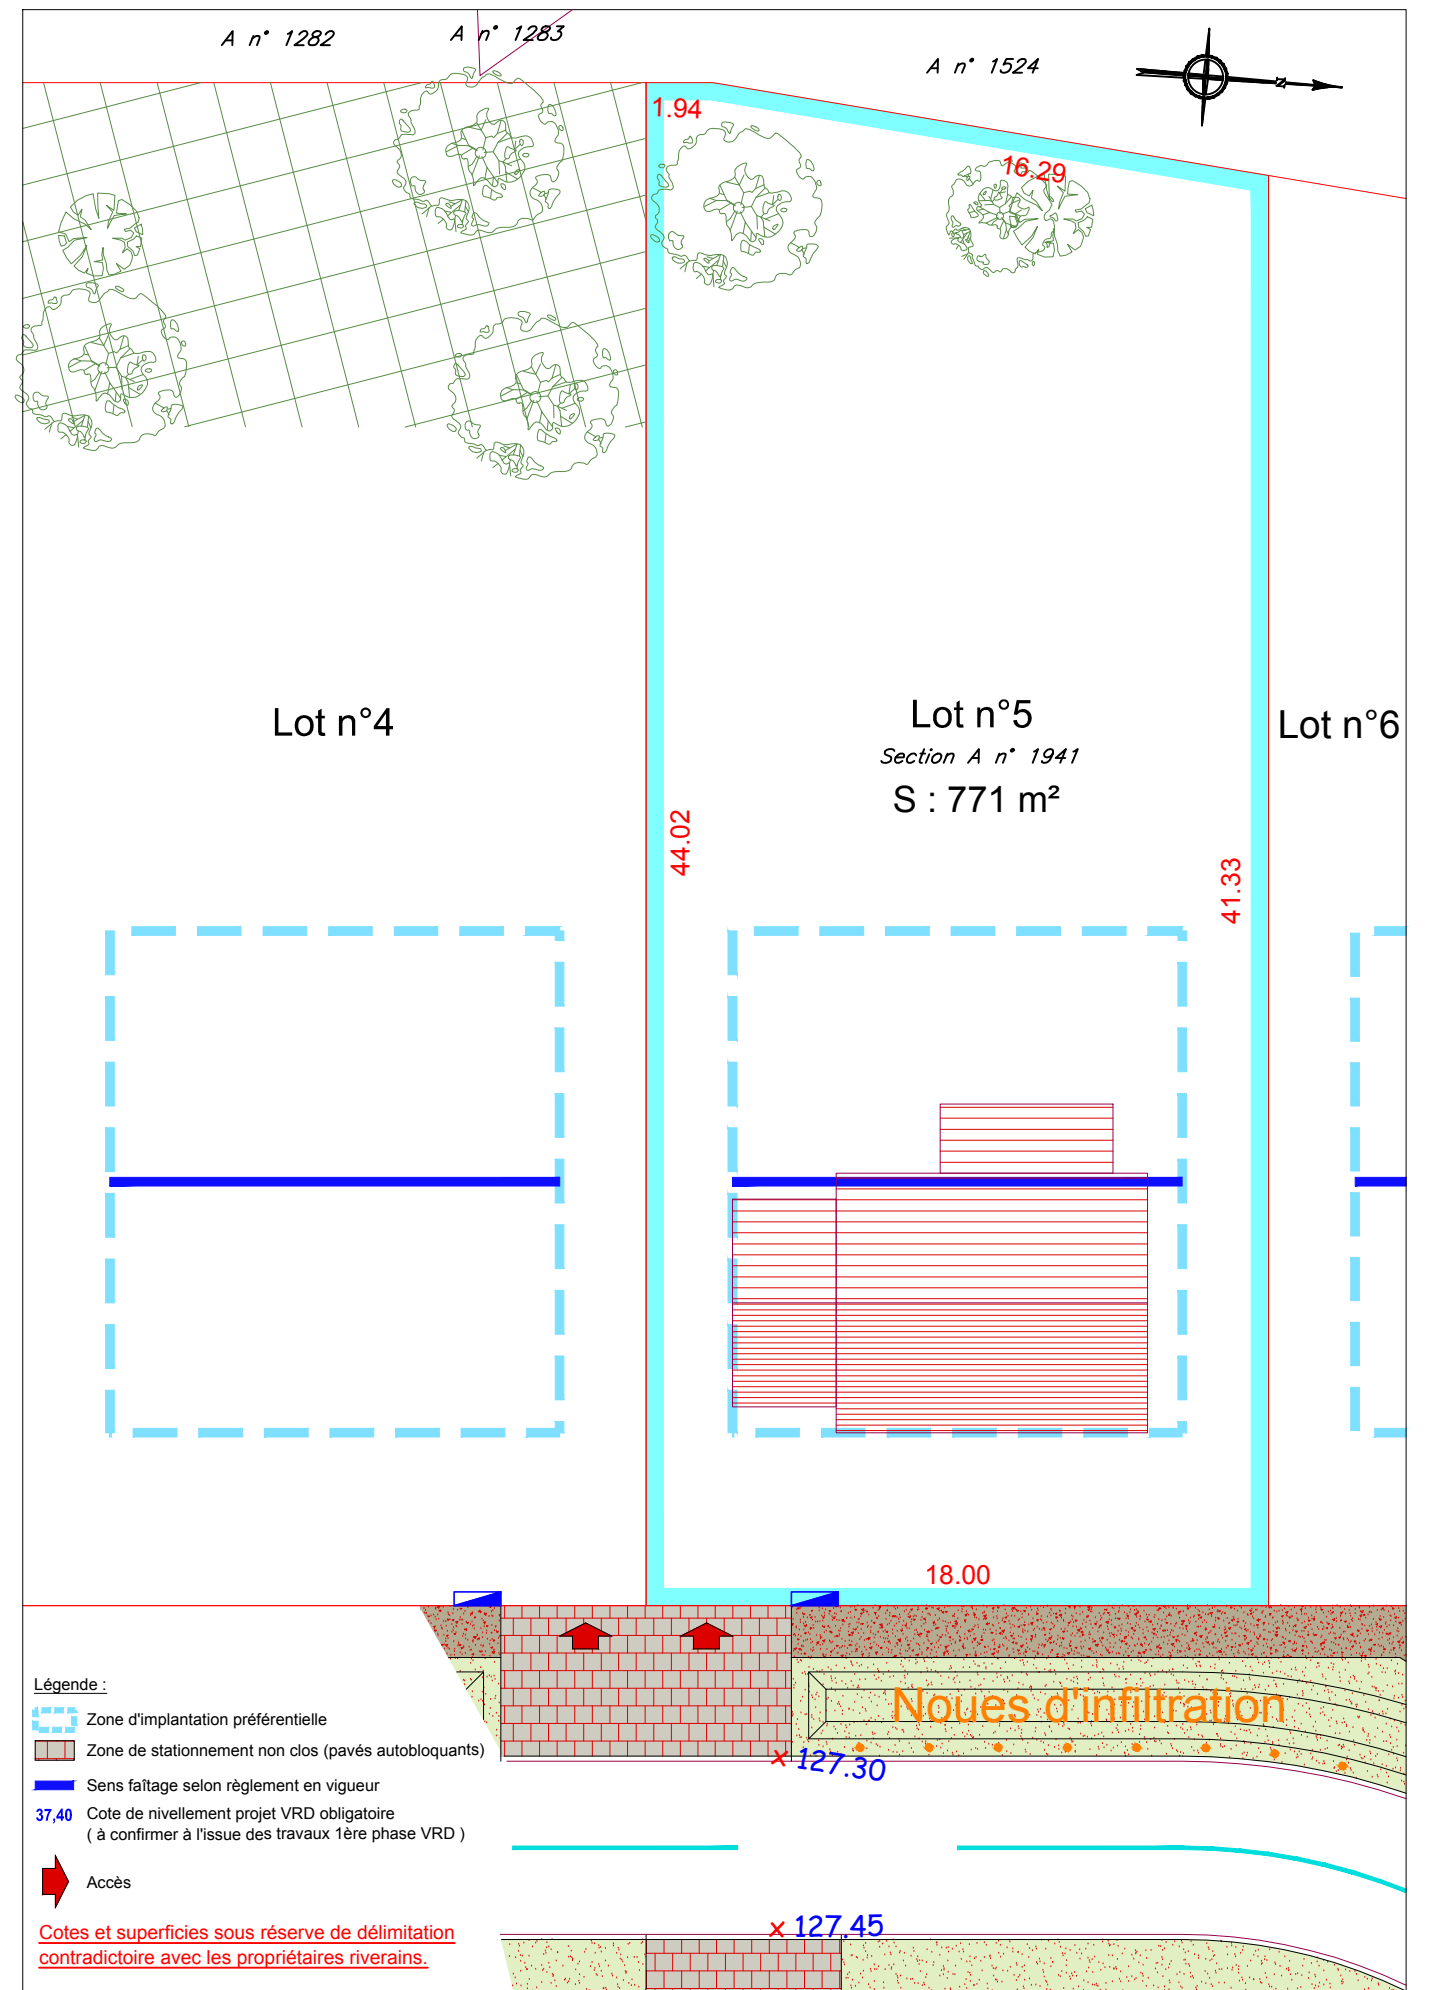 A n° 1282
A n° 1283
A n° 1524
N
1.94
16.29
Lot n°4
Lot n°5
Lot n°6
Section A n° 1941
S : 771 m²
44.02
41.33
18.00
Noues d'infiltration
127.30
127.45
Légende :
Zone d'implantation préférentielle
Zone de stationnement non clos (pavés autobloquants)
Sens faîtage selon règlement en vigueur
37,40 Cote de nivellement projet VRD obligatoire
( à confirmer à l'issue des travaux 1ère phase VRD )
Accès
Cotes et superficies sous réserve de délimitation
contradictoire avec les propriétaires riverains.